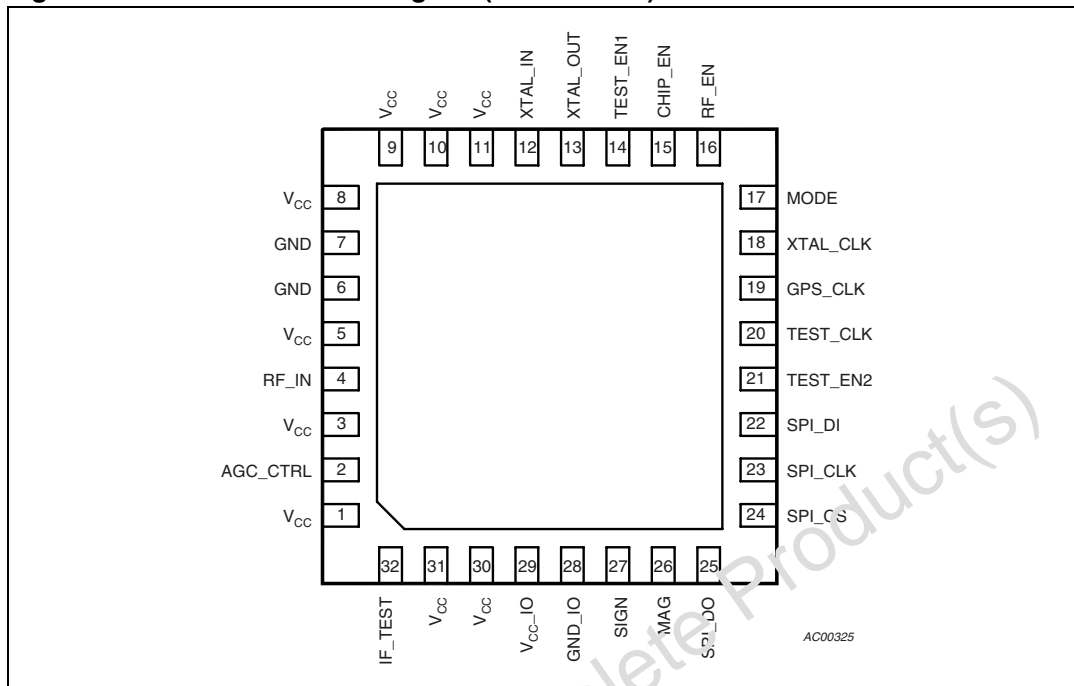 V_CC
V_CC
V_CC
XTAL_IN
XTAL_OUT
TEST_EN1
CHIP_EN
RF_EN
9
10
11
12
13
14
15
16
V_CC 8
GND 7
GND 6
V_CC 5
RF_IN 4
V_CC 3
AGC_CTRL 2
V_CC 1
17 MODE
18 XTAL_CLK
19 GPS_CLK
20 TEST_CLK
21 TEST_EN2
22 SPI_DI
23 SPI_CLK
24 SPI_CS
32
31
30
29
28
27
26
25
IF_TEST
V_CC
V_CC
V_CC_IO
GND_IO
SIGN
MAG
SPI_DO
AC00325
lete Product(s)